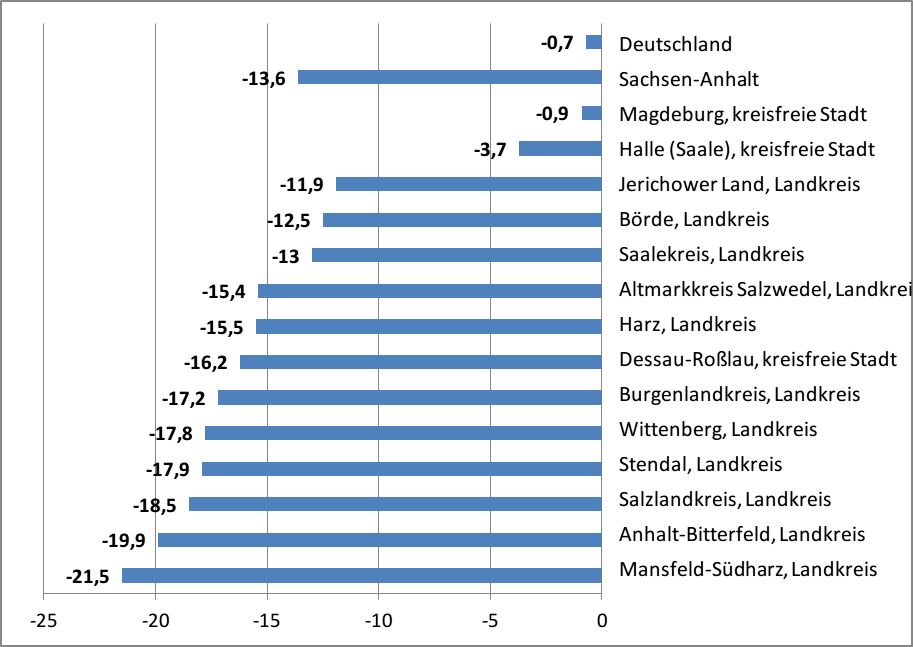 -0,7 Deutschland
-13,6 Sachsen-Anhalt
-0,9 Magdeburg, kreisfreie Stadt
-3,7 Halle (Saale), kreisfreie Stadt
-11,9 Jerichower Land, Landkreis
-12,5 Börde, Landkreis
-13 Saalekreis, Landkreis
-15,4 Altmarkkreis Salzwedel, Landkrei
-15,5 Harz, Landkreis
-16,2 Dessau-Roßlau, kreisfreie Stadt
-17,2 Burgenlandkreis, Landkreis
-17,8 Wittenberg, Landkreis
-17,9 Stendal, Landkreis
-18,5 Salzlandkreis, Landkreis
-19,9 Anhalt-Bitterfeld, Landkreis
-21,5 Mansfeld-Südharz, Landkreis
-25 -20 -15 -10 -5 0